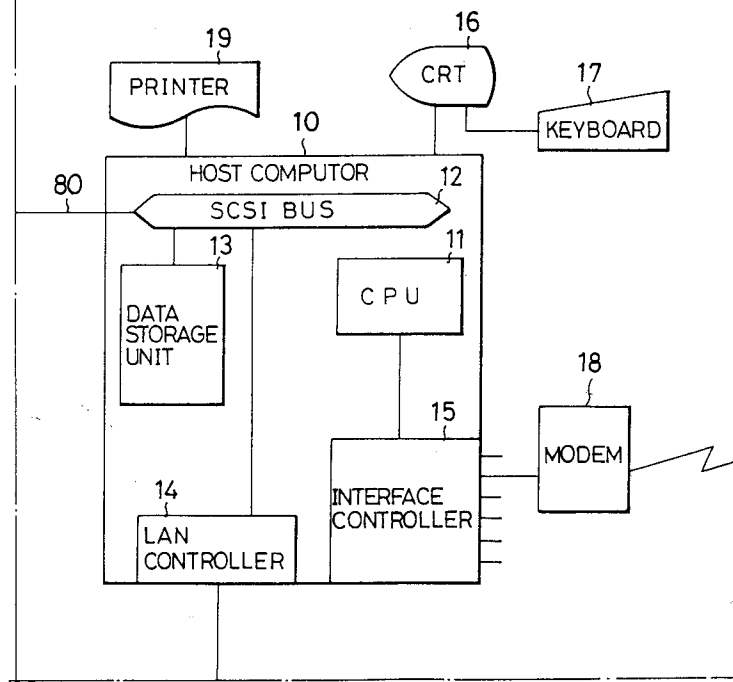 19
PRINTER
16
CRT
17
KEYBOARD
10
HOST COMPUTOR
80
12
SCSI BUS
13
DATA
STORAGE
UNIT
11
CPU
18
MODEM
15
INTERFACE
CONTROLLER
14
LAN
CONTROLLER